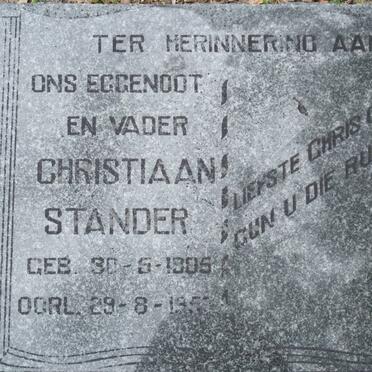 TER HERINNERING AAN
ONS EGGENOOT
EN VADER
CHRISTIAAN
STANDER
GEB. 30-6-1905
OORL. 29-8-195
LIEFSTE CHRIS
GUN U DIE RU